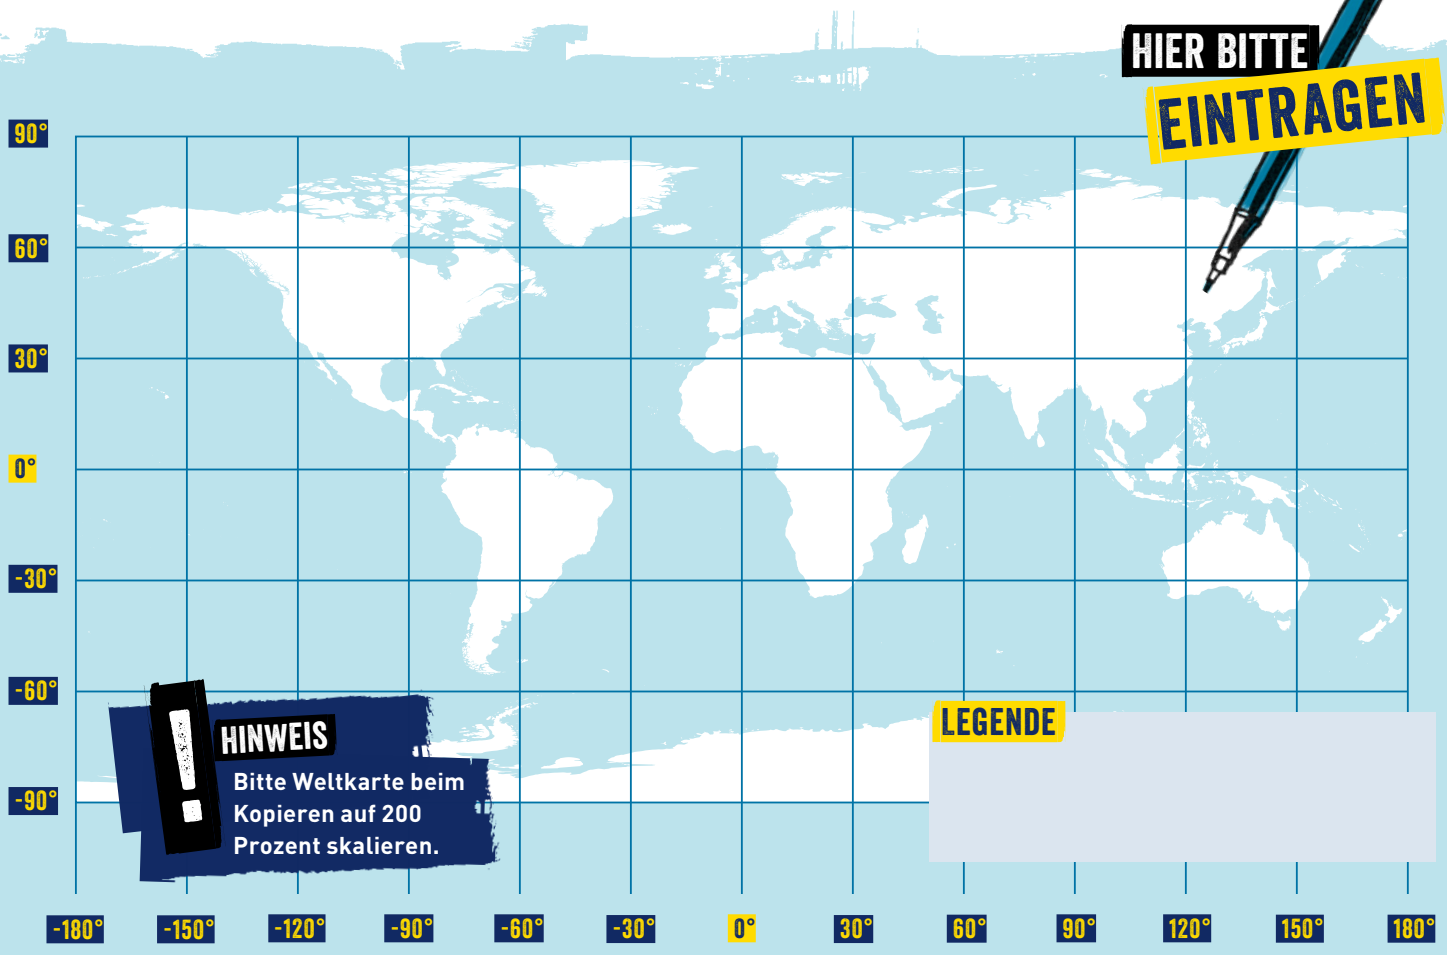 HIER BITTE
EINTRAGEN
90°
60°
30°
0°
-30°
-60°
-90°
LEGENDE
HINWEIS
Bitte Weltkarte beim
Kopieren auf 200
Prozent skalieren.
-180° -150° -120° -90° -60° -30° 0° 30° 60° 90° 120° 150° 180°